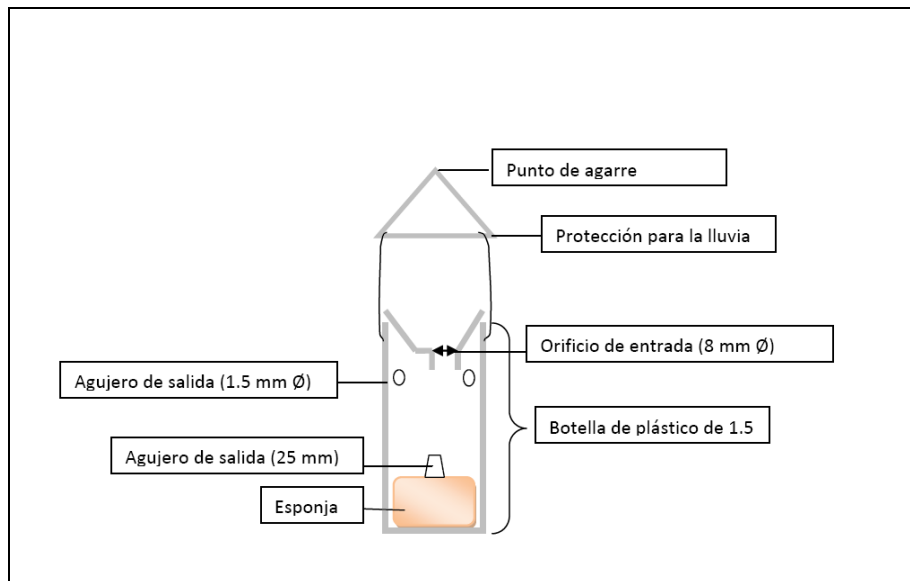 Punto de agarre
Protección para la lluvia
Orificio de entrada (8 mm Ø)
Agujero de salida (1.5 mm Ø)
Botella de plástico de 1.5
Agujero de salida (25 mm)
Esponja